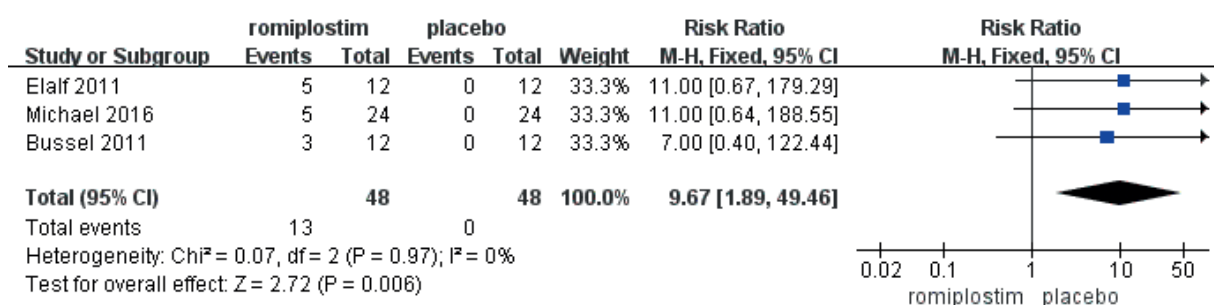 romiplostim placebo Risk Ratio Risk Ratio
Study or Subgroup Events Total Events Total Weight M-H, Fixed, 95% CI M-H, Fixed, 95% CI
Elalf 2011 5 12 0 12 33.3% 11.00 [0.67, 179.29]
Michael 2016 5 24 0 24 33.3% 11.00 [0.64, 188.55]
Bussel 2011 3 12 0 12 33.3% 7.00 [0.40, 122.44]
Total (95% CI) 48 48 100.0% 9.67 [1.89, 49.46]
Total events 13 0
Heterogeneity: Chi² = 0.07, df = 2 (P = 0.97); I² = 0%
Test for overall effect: Z = 2.72 (P = 0.006)
0.02 0.1 1 10 50
romiplostim placebo